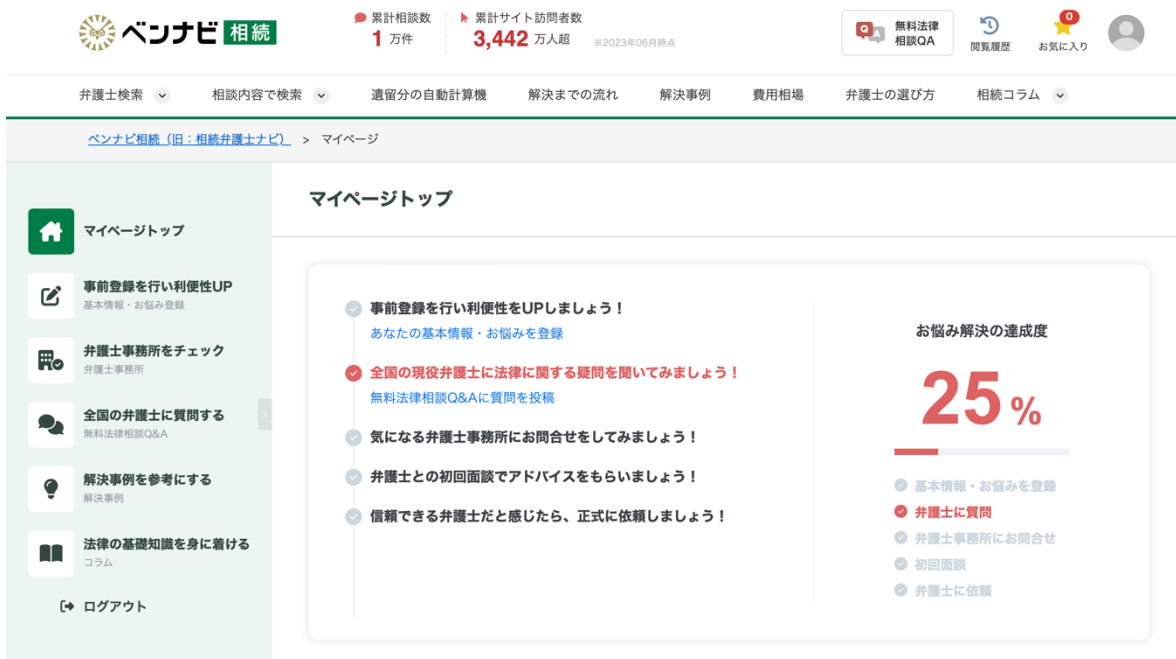 ベンナビ 相続
累計相談数
1 万件
累計サイト訪問者数
3,442 万人超
※2023年06月時点
Q A
無料法律
相談QA
閲覧履歴
0
お気に入り
弁護士検索
相談内容で検索
遺留分の自動計算機
解決までの流れ
解決事例
費用相場
弁護士の選び方
相続コラム
ベンナビ相続（旧：相続弁護士ナビ） > マイページ
マイページトップ
事前登録を行い利便性UP
基本情報・お悩み登録
弁護士事務所をチェック
弁護士事務所
全国の弁護士に質問する
無料法律相談Q&A
解決事例を参考にする
解決事例
法律の基礎知識を身に着ける
コラム
ログアウト
マイページトップ
事前登録を行い利便性をUPしましょう！
あなたの基本情報・お悩みを登録
全国の現役弁護士に法律に関する疑問を聞いてみましょう！
無料法律相談Q&Aに質問を投稿
気になる弁護士事務所にお問合せをしてみましょう！
弁護士との初回面談でアドバイスをもらいましょう！
信頼できる弁護士だと感じたら、正式に依頼しましょう！
お悩み解決の達成度
25 %
基本情報・お悩みを登録
弁護士に質問
弁護士事務所にお問合せ
初回面談
弁護士に依頼